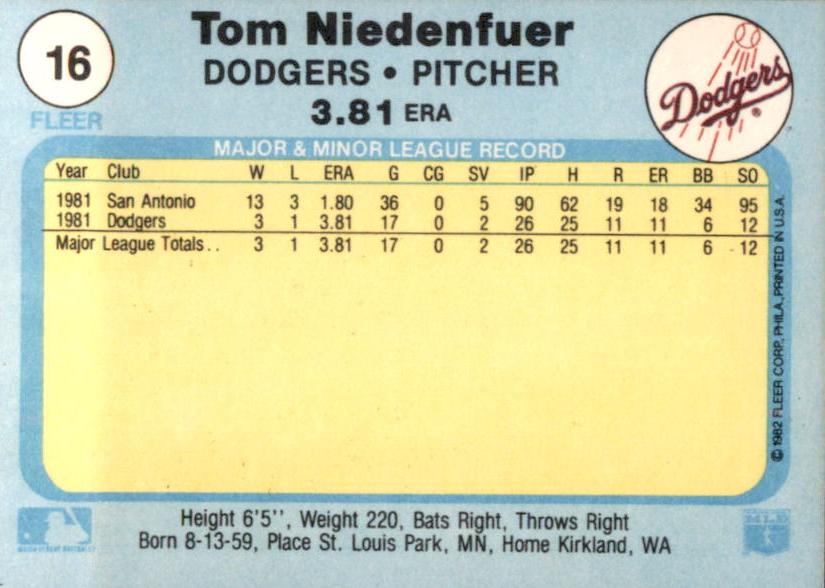 16
FLEER
Tom Niedenfuer
DODGERS • PITCHER
3.81 ERA
Dodgers ®
MAJOR & MINOR LEAGUE RECORD
Year Club W L ERA G CG SV IP H R ER BB SO
1981 San Antonio 13 3 1.80 36 0 5 90 62 19 18 34 95
1981 Dodgers 3 1 3.81 17 0 2 26 25 11 11 6 12
Major League Totals.. 3 1 3.81 17 0 2 26 25 11 11 6 12
© 1982 FLEER CORP., PHILA., PRINTED IN U.S.A.
Height 6'5'', Weight 220, Bats Right, Throws Right
Born 8-13-59, Place St. Louis Park, MN, Home Kirkland, WA